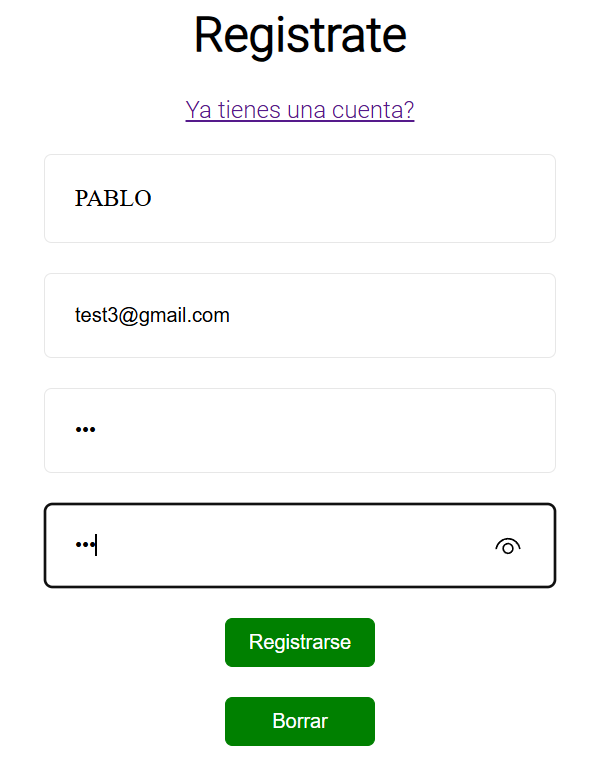 Registrate
Ya tienes una cuenta?
PABLO
test3@gmail.com
•••
•••
Registrarse
Borrar